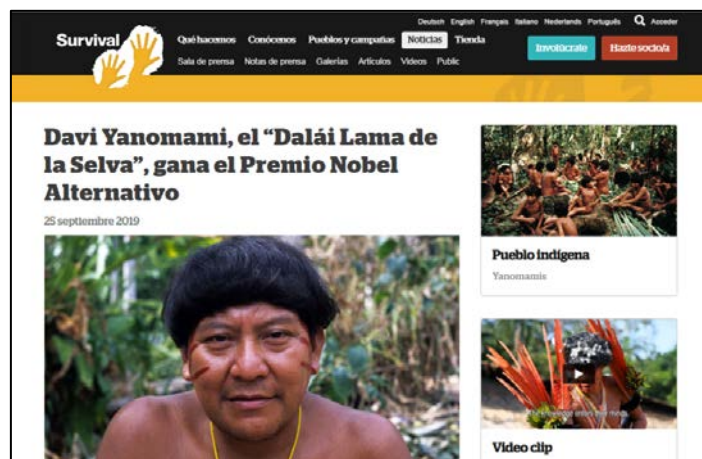 Deutsch English Français Italiano Nederlands Português Acceder
Survival
Qué hacemos Conócenos Pueblos y campañas Noticias Tienda
Involúcrate Hazte socio/a
Sala de prensa Notas de prensa Galerías Artículos Vídeos Public
Davi Yanomami, el “Dalái Lama de
la Selva”, gana el Premio Nobel
Alternativo
25 septiembre 2019
Pueblo indígena
Yanomamis
Video clip